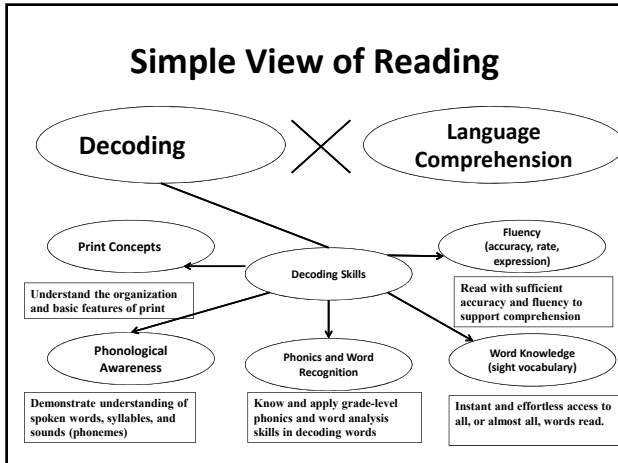 Simple View of Reading
Decoding
Language
Comprehension
Print Concepts
Understand the organization
and basic features of print
Decoding Skills
Fluency
(accuracy, rate,
expression)
Read with sufficient
accuracy and fluency to
support comprehension
Phonological
Awareness
Demonstrate understanding of
spoken words, syllables, and
sounds (phonemes)
Phonics and Word
Recognition
Know and apply grade-level
phonics and word analysis
skills in decoding words
Word Knowledge
(sight vocabulary)
Instant and effortless access to
all, or almost all, words read.